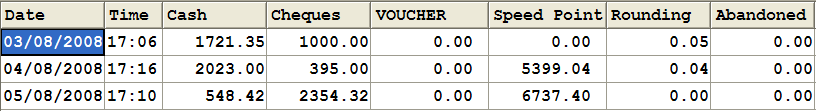 Date Time Cash Cheques VOUCHER Speed Point Rounding Abandoned
03/08/2008 17:06 1721.35 1000.00 0.00 0.00 0.05 0.00
04/08/2008 17:16 2023.00 395.00 0.00 5399.04 0.04 0.00
05/08/2008 17:10 548.42 2354.32 0.00 6737.40 0.00 0.00